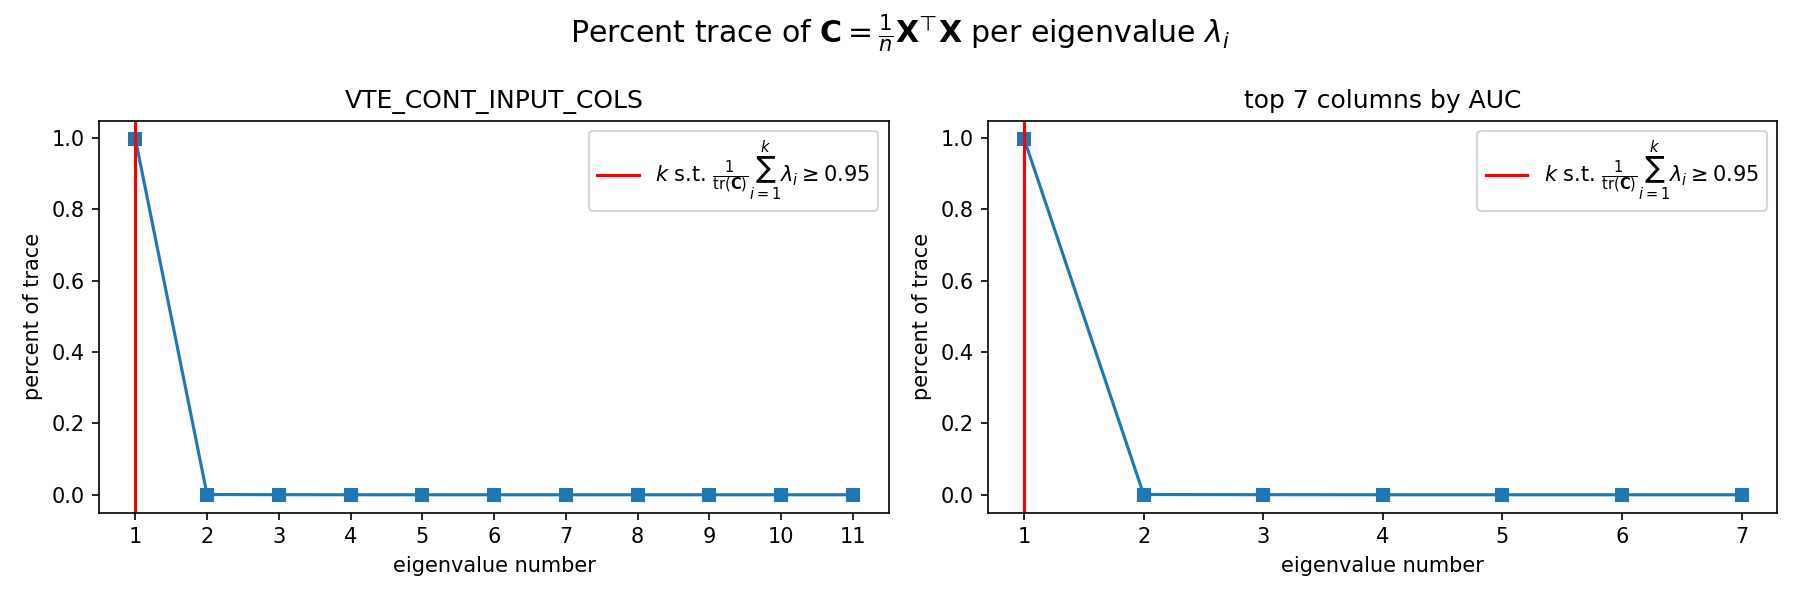 Percent trace of C = 1/n X⊤X per eigenvalue λi
VTE_CONT_INPUT_COLS
percent of trace
1.0
0.8
0.6
0.4
0.2
0.0
k s.t. 1/tr(C) ∑_{i=1}^{k} λi ≥ 0.95
1 2 3 4 5 6 7 8 9 10 11
eigenvalue number
top 7 columns by AUC
percent of trace
1.0
0.8
0.6
0.4
0.2
0.0
k s.t. 1/tr(C) ∑_{i=1}^{k} λi ≥ 0.95
1 2 3 4 5 6 7
eigenvalue number